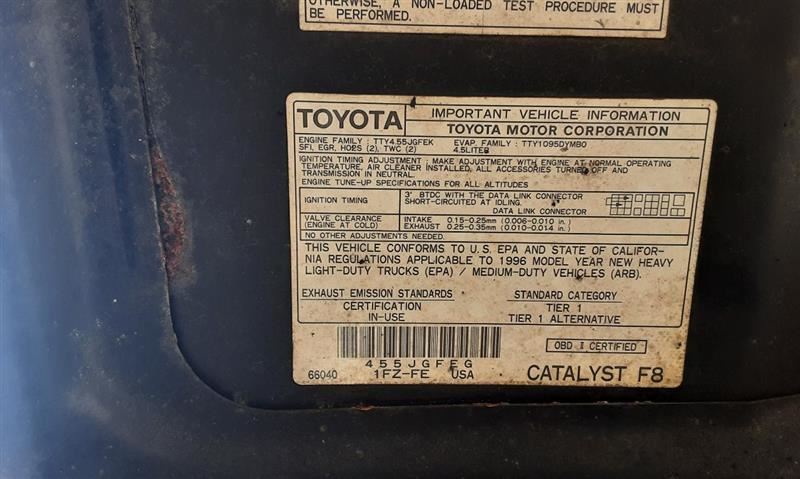 OTHERWISE, A NON-LOADED TEST PROCEDURE MUST
BE PERFORMED.
TOYOTA
IMPORTANT VEHICLE INFORMATION
TOYOTA MOTOR CORPORATION
ENGINE FAMILY : TTY4.55JGFEK EVAP. FAMILY : TTY1095DYMB0
SFI, EGR, HO2S (2), TWC (2) 4.5LITER
IGNITION TIMING ADJUSTMENT : MAKE ADJUSTMENT WITH ENGINE AT NORMAL OPERATING
TEMPERATURE, AIR CLEANER INSTALLED, ALL ACCESSORIES TURNED OFF AND
TRANSMISSION IN NEUTRAL.
ENGINE TUNE-UP SPECIFICATIONS FOR ALL ALTITUDES
IGNITION TIMING
3° BTDC WITH THE DATA LINK CONNECTOR
SHORT-CIRCUITED AT IDLING.
DATA LINK CONNECTOR
VALVE CLEARANCE INTAKE 0.15-0.25mm (0.006-0.010 in.)
(ENGINE AT COLD) EXHAUST 0.25-0.35mm (0.010-0.014 in.)
NO OTHER ADJUSTMENTS NEEDED.
THIS VEHICLE CONFORMS TO U.S. EPA AND STATE OF CALIFOR-
NIA REGULATIONS APPLICABLE TO 1996 MODEL YEAR NEW HEAVY
LIGHT-DUTY TRUCKS (EPA) / MEDIUM-DUTY VEHICLES (ARB).
EXHAUST EMISSION STANDARDS STANDARD CATEGORY
CERTIFICATION TIER 1
IN-USE TIER 1 ALTERNATIVE
OBD II CERTIFIED
455JGFEG
66040 1FZ-FE USA CATALYST F8